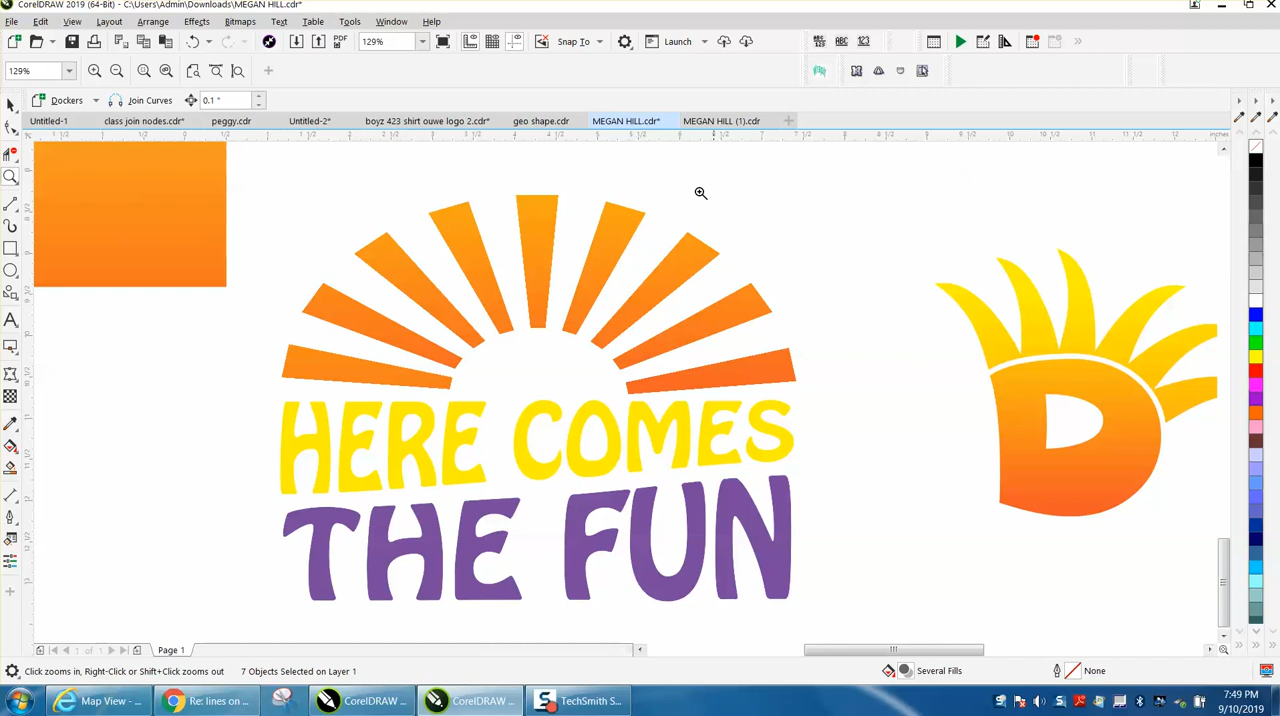 CorelDRAW 2019 (64-Bit) - C:\Users\Admin\Downloads\MEGAN HILL.cdr*
File Edit View Layout Arrange Effects Bitmaps Text Table Tools Window Help
PDF 129% Snap To Launch
129%
Dockers Join Curves 0.1 "
Untitled-1 class join nodes.cdr* peggy.cdr Untitled-2* boyz 423 shirt ouwe logo 2.cdr* geo shape.cdr MEGAN HILL.cdr* MEGAN HILL (1).cdr
inches
D
HERE COMES
THE FUN
1 of 1 Page 1
Click zooms in, Right-Click or Shift+Click zooms out 7 Objects Selected on Layer 1 Several Fills None
Map View - ... Re: lines on ... CorelDRAW ... CorelDRAW ... TechSmith S...
7:49 PM
9/10/2019